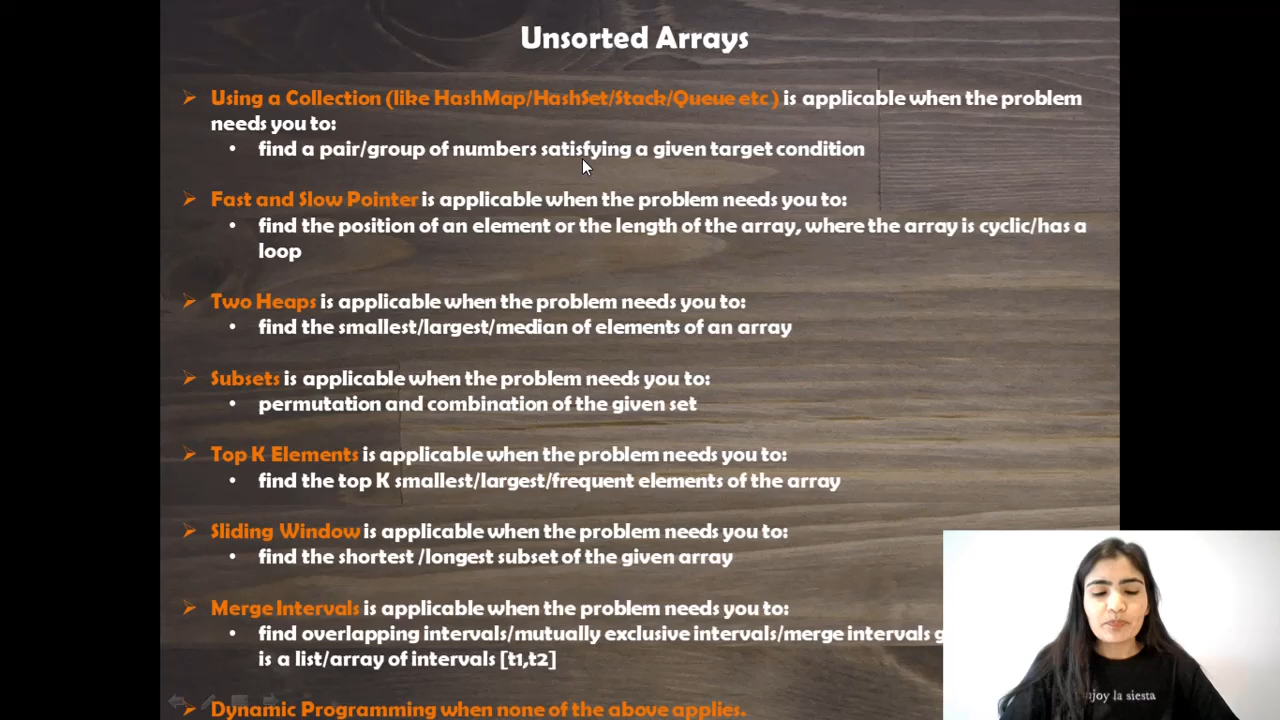 Unsorted Arrays
Using a Collection (like HashMap/HashSet/Stack/Queue etc ) is applicable when the problem
needs you to:
• find a pair/group of numbers satisfying a given target condition
Fast and Slow Pointer is applicable when the problem needs you to:
• find the position of an element or the length of the array, where the array is cyclic/has a
loop
Two Heaps is applicable when the problem needs you to:
• find the smallest/largest/median of elements of an array
Subsets is applicable when the problem needs you to:
• permutation and combination of the given set
Top K Elements is applicable when the problem needs you to:
• find the top K smallest/largest/frequent elements of the array
Sliding Window is applicable when the problem needs you to:
• find the shortest /longest subset of the given array
Merge Intervals is applicable when the problem needs you to:
• find overlapping intervals/mutually exclusive intervals/merge intervals
is a list/array of intervals [t1,t2]
Dynamic Programming when none of the above applies.
la siesta